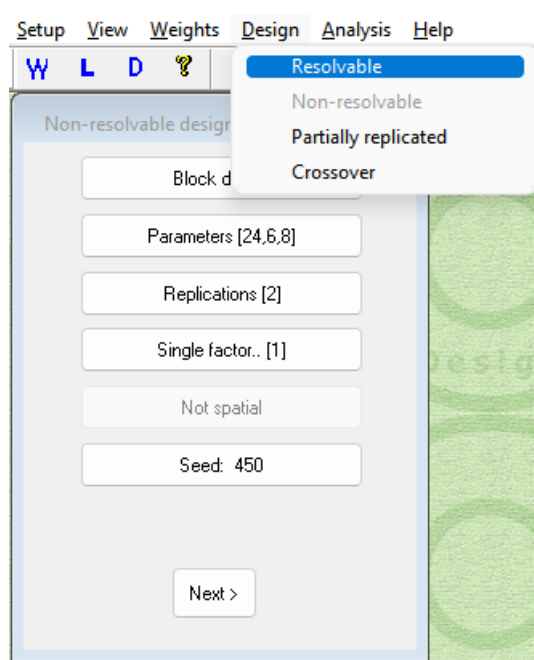 Setup View Weights Design Analysis Help
W L D ?
Resolvable
Non-resolvable
Partially replicated
Crossover
Non-resolvable
Block
Parameters [24,6,8]
Replications [2]
Single factor.. [1]
Not spatial
Seed: 450
Next >